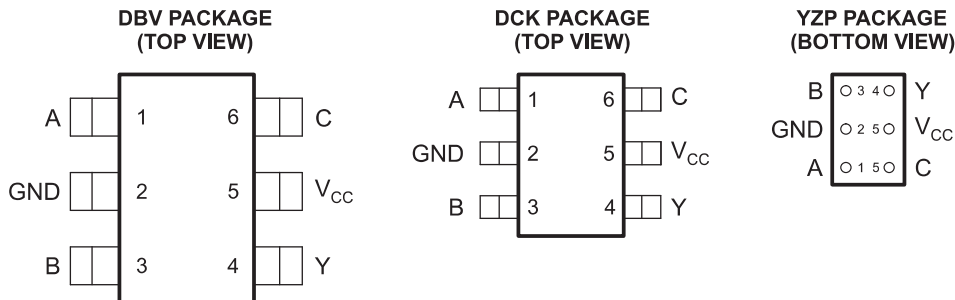 DBV PACKAGE
(TOP VIEW)
A 1 6 C
GND 2 5 VCC
B 3 4 Y
DCK PACKAGE
(TOP VIEW)
A 1 6 C
GND 2 5 VCC
B 3 4 Y
YZP PACKAGE
(BOTTOM VIEW)
B 3 4 Y
GND 2 5 VCC
A 1 5 C